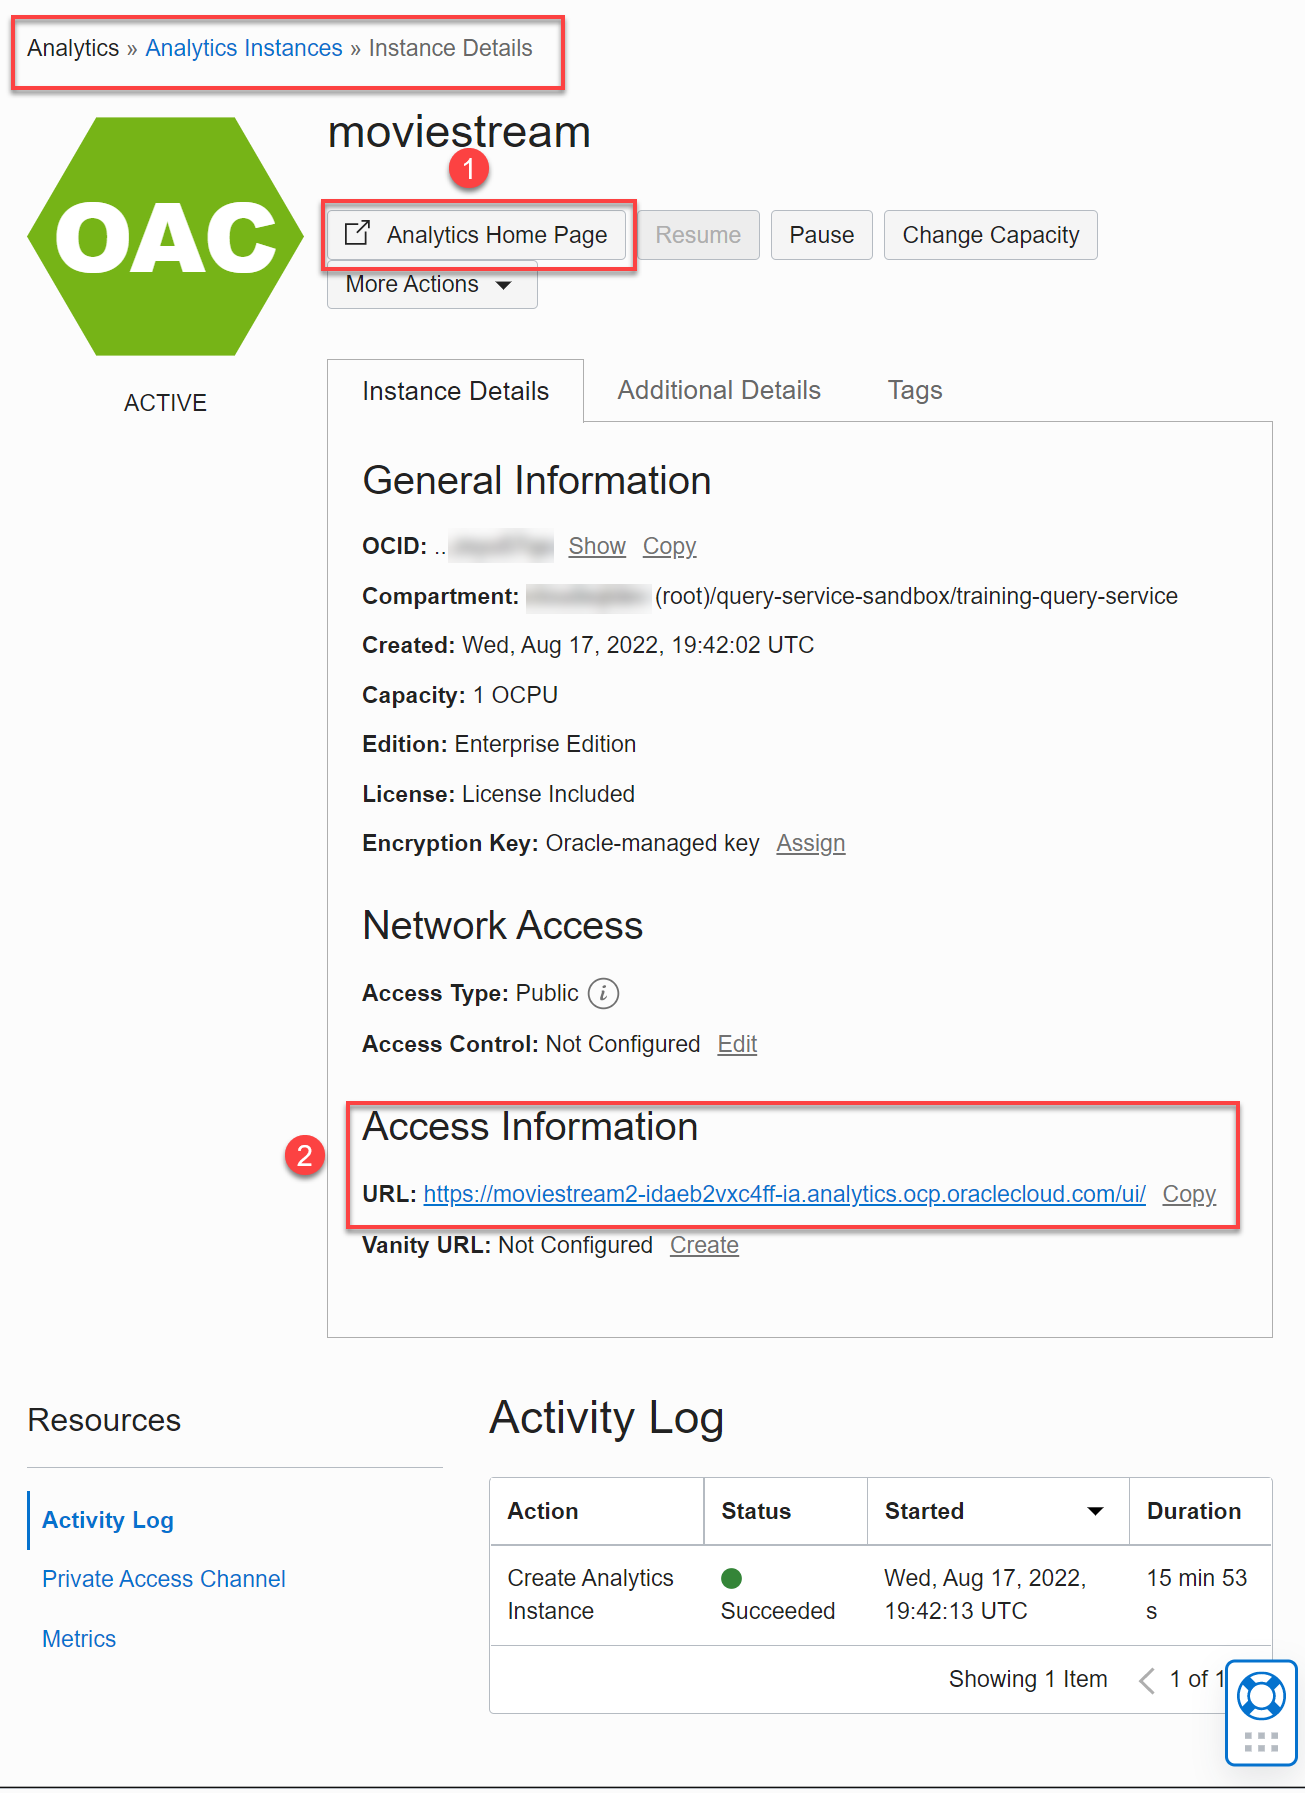 Analytics » Analytics Instances » Instance Details
OAC
ACTIVE
moviestream
1
Analytics Home Page
Resume
Pause
Change Capacity
More Actions
Instance Details
Additional Details
Tags
General Information
OCID: .. Show Copy
Compartment: (root)/query-service-sandbox/training-query-service
Created: Wed, Aug 17, 2022, 19:42:02 UTC
Capacity: 1 OCPU
Edition: Enterprise Edition
License: License Included
Encryption Key: Oracle-managed key Assign
Network Access
Access Type: Public i
Access Control: Not Configured Edit
2
Access Information
URL: https://moviestream2-idaeb2vxc4ff-ia.analytics.ocp.oraclecloud.com/ui/ Copy
Vanity URL: Not Configured Create
Resources
Activity Log
Private Access Channel
Metrics
Activity Log
Action Status Started Duration
Create Analytics Instance
Succeeded
Wed, Aug 17, 2022,
19:42:13 UTC
15 min 53
s
Showing 1 Item < 1 of 1